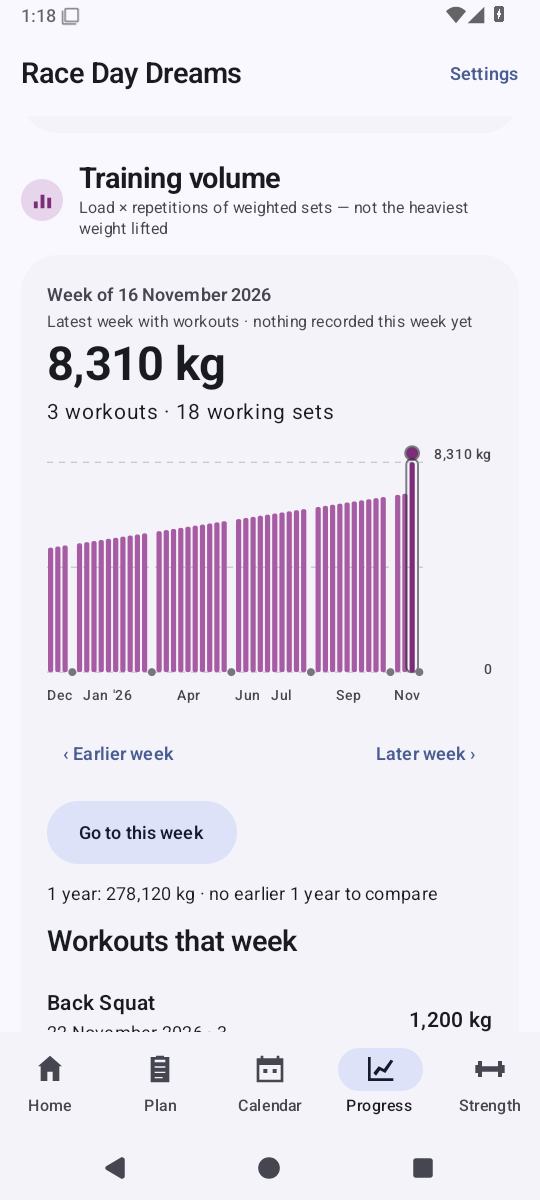 1:18
Race Day Dreams
Settings
Training volume
Load × repetitions of weighted sets — not the heaviest
weight lifted
Week of 16 November 2026
Latest week with workouts · nothing recorded this week yet
8,310 kg
3 workouts · 18 working sets
8,310 kg
0
Dec Jan '26 Apr Jun Jul Sep Nov
‹ Earlier week
Later week ›
Go to this week
1 year: 278,120 kg · no earlier 1 year to compare
Workouts that week
Back Squat
1,200 kg
22 November 2026 · 3
Home Plan Calendar Progress Strength